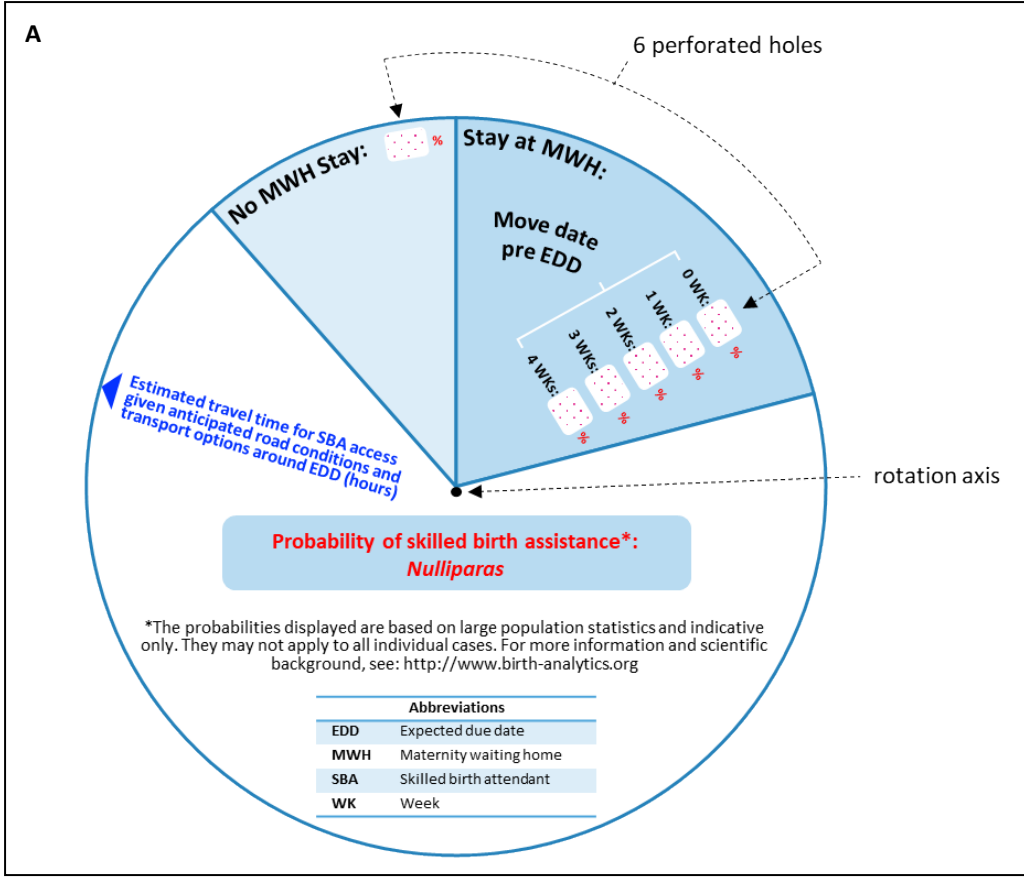 A
6 perforated holes
No MWH Stay:
%
Stay at MWH:
Move date
pre EDD
0 WK:
%
1 WK:
%
2 WKs:
%
3 WKs:
%
4 WKs:
%
Estimated travel time for SBA access
given anticipated road conditions and
transport options around EDD (hours)
rotation axis
Probability of skilled birth assistance*:
Nulliparas
*The probabilities displayed are based on large population statistics and indicative
only. They may not apply to all individual cases. For more information and scientific
background, see: http://www.birth-analytics.org
Abbreviations
EDD Expected due date
MWH Maternity waiting home
SBA Skilled birth attendant
WK Week